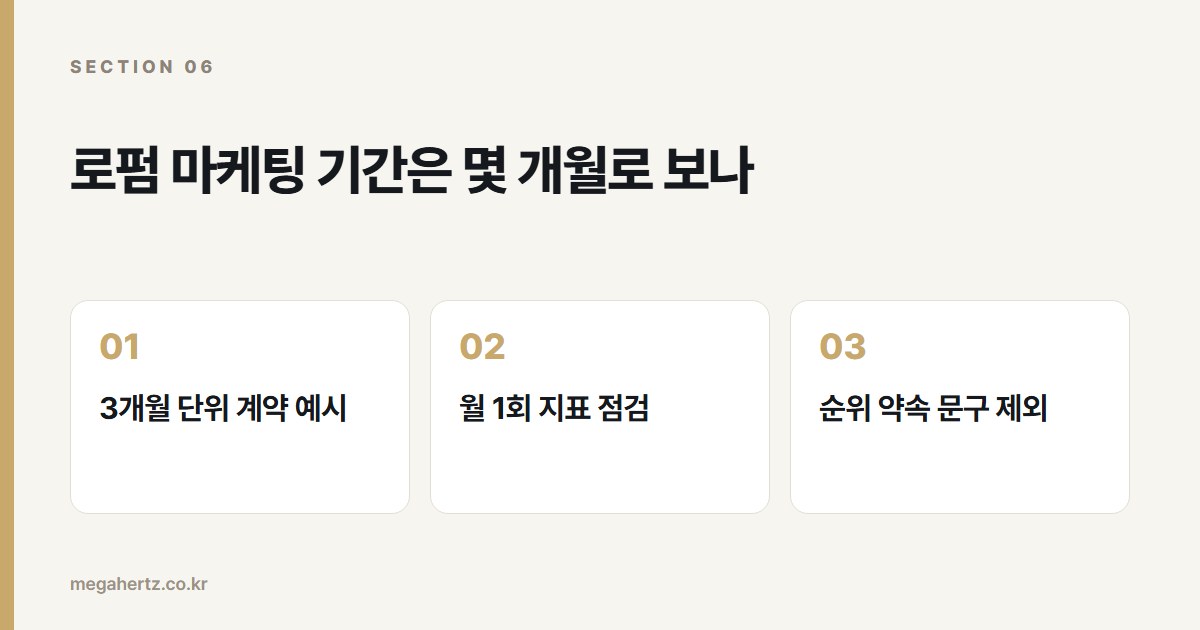 SECTION 06
로펌 마케팅 기간은 몇 개월로 보나
01
3개월 단위 계약 예시
02
월 1회 지표 점검
03
순위 약속 문구 제외
megahertz.co.kr